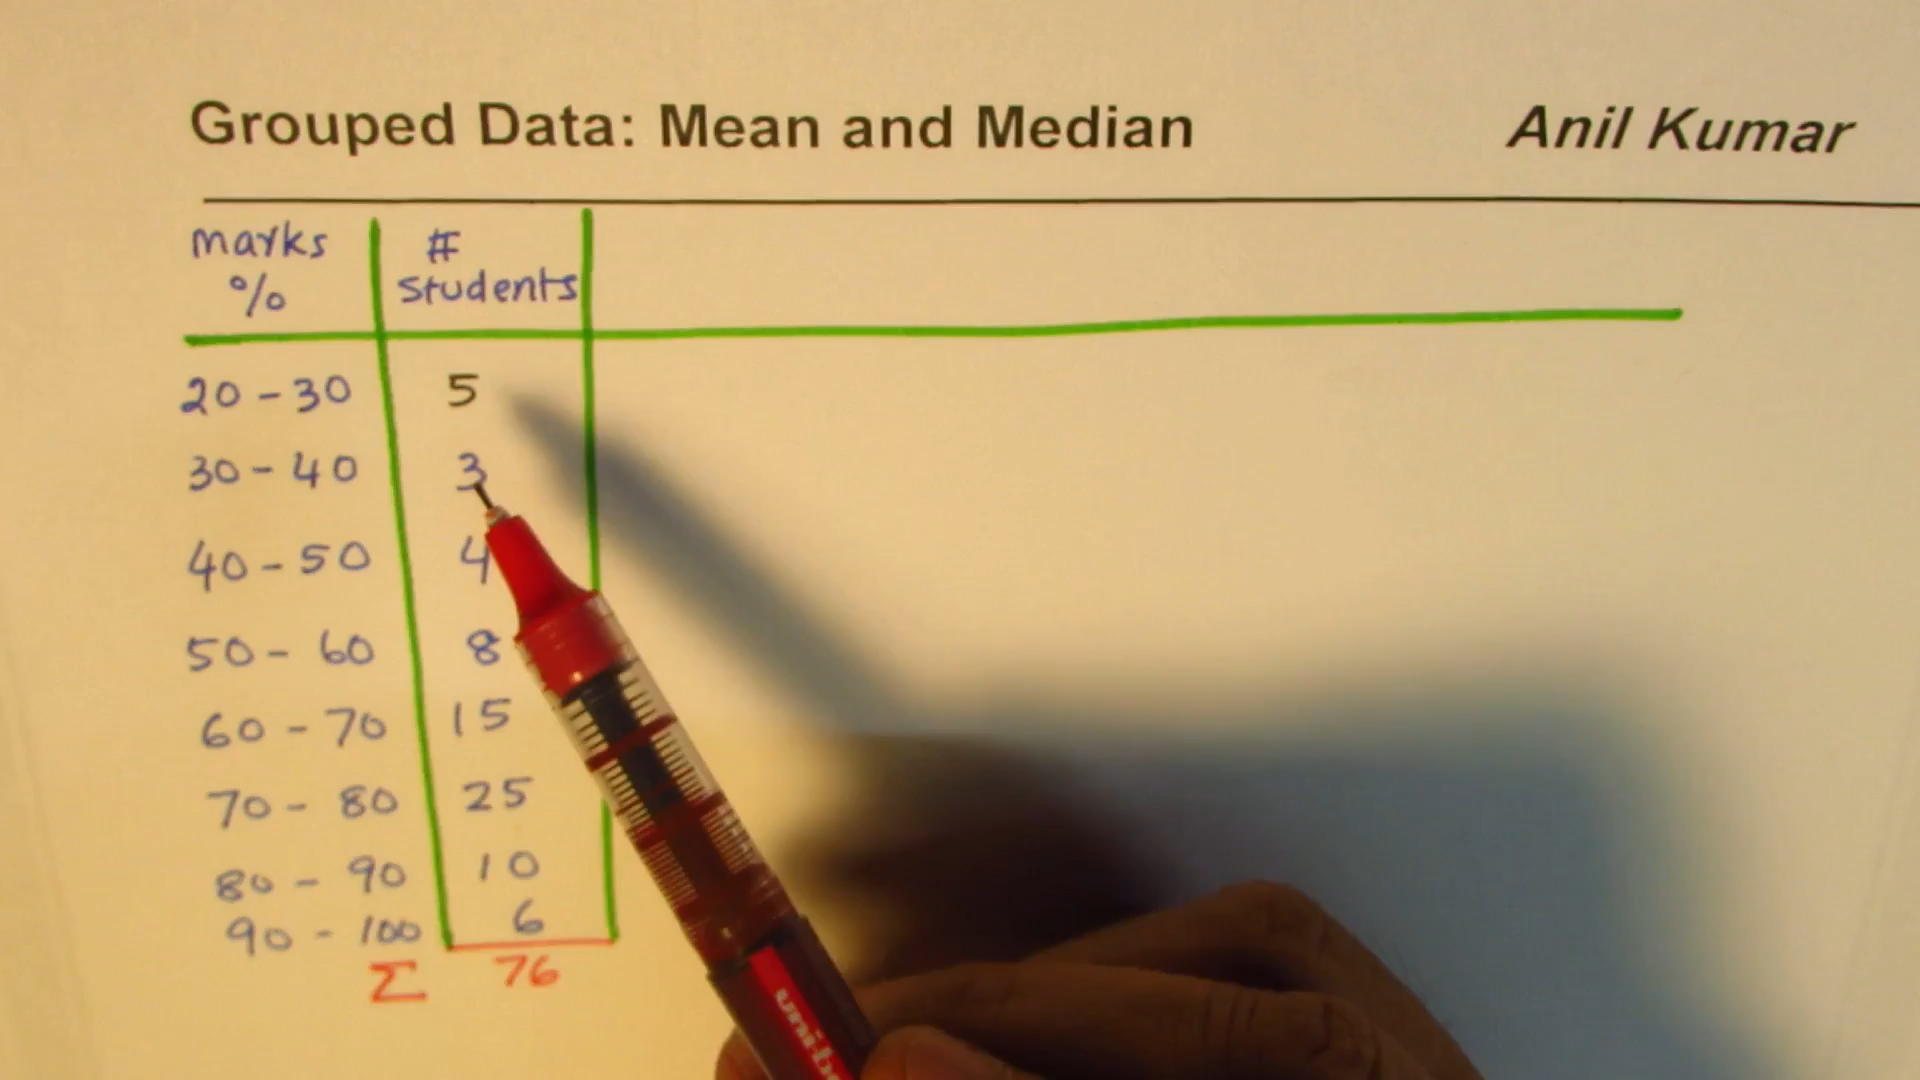 Grouped Data: Mean and Median
Anil Kumar
marks % # students
20 - 30 5
30 - 40 3
40 - 50 4
50 - 60 8
60 - 70 15
70 - 80 25
80 - 90 10
90 - 100 6
Σ 76